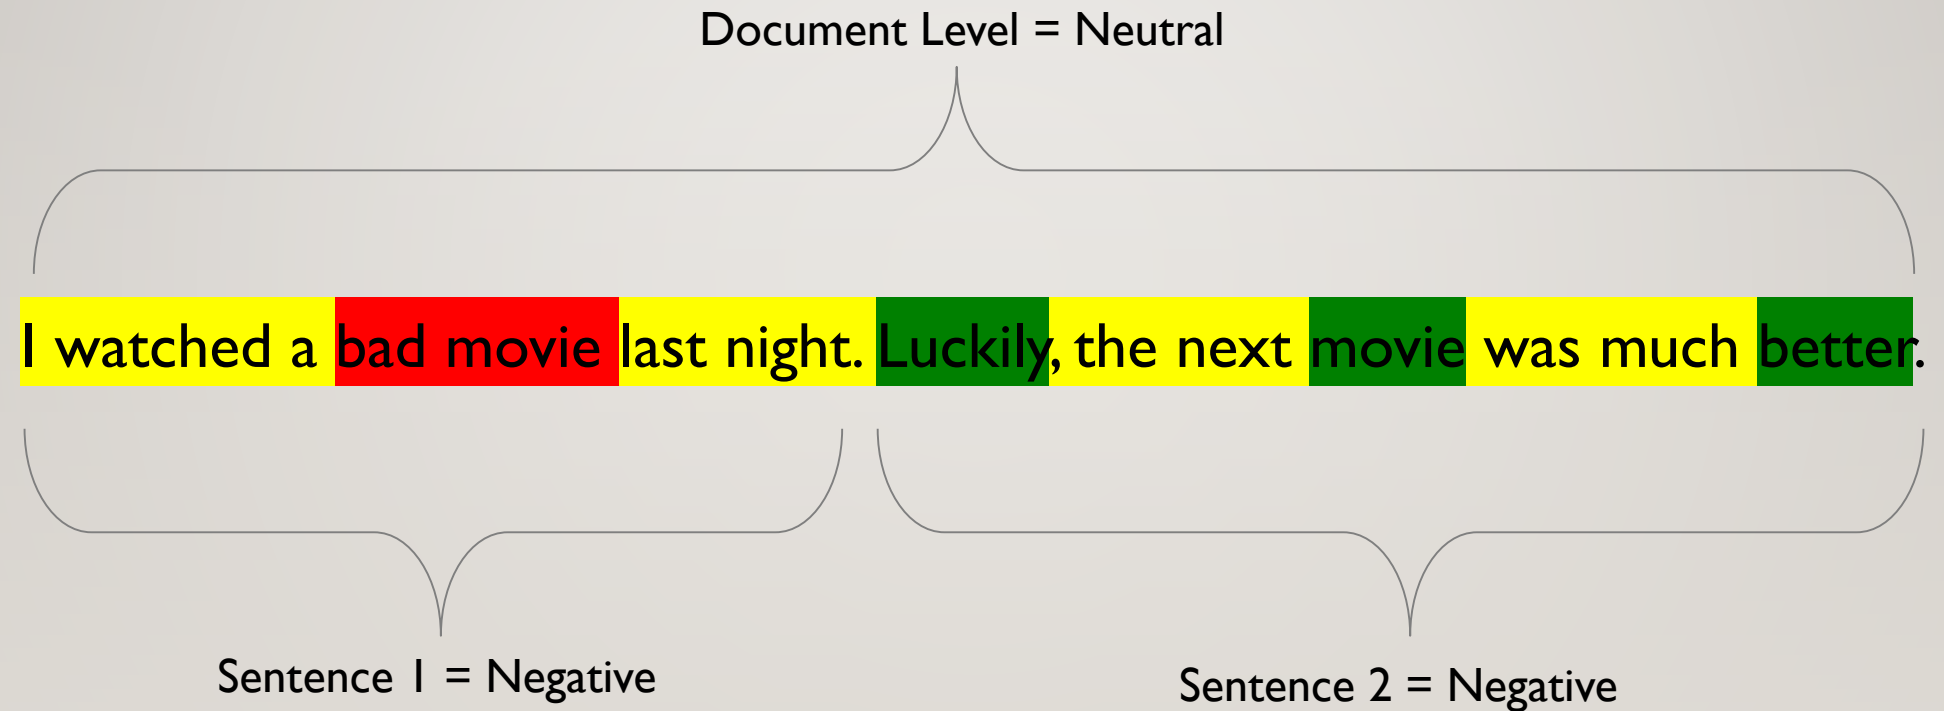 Document Level = Neutral
I watched a bad movie last night. Luckily, the next movie was much better.
Sentence 1 = Negative
Sentence 2 = Negative